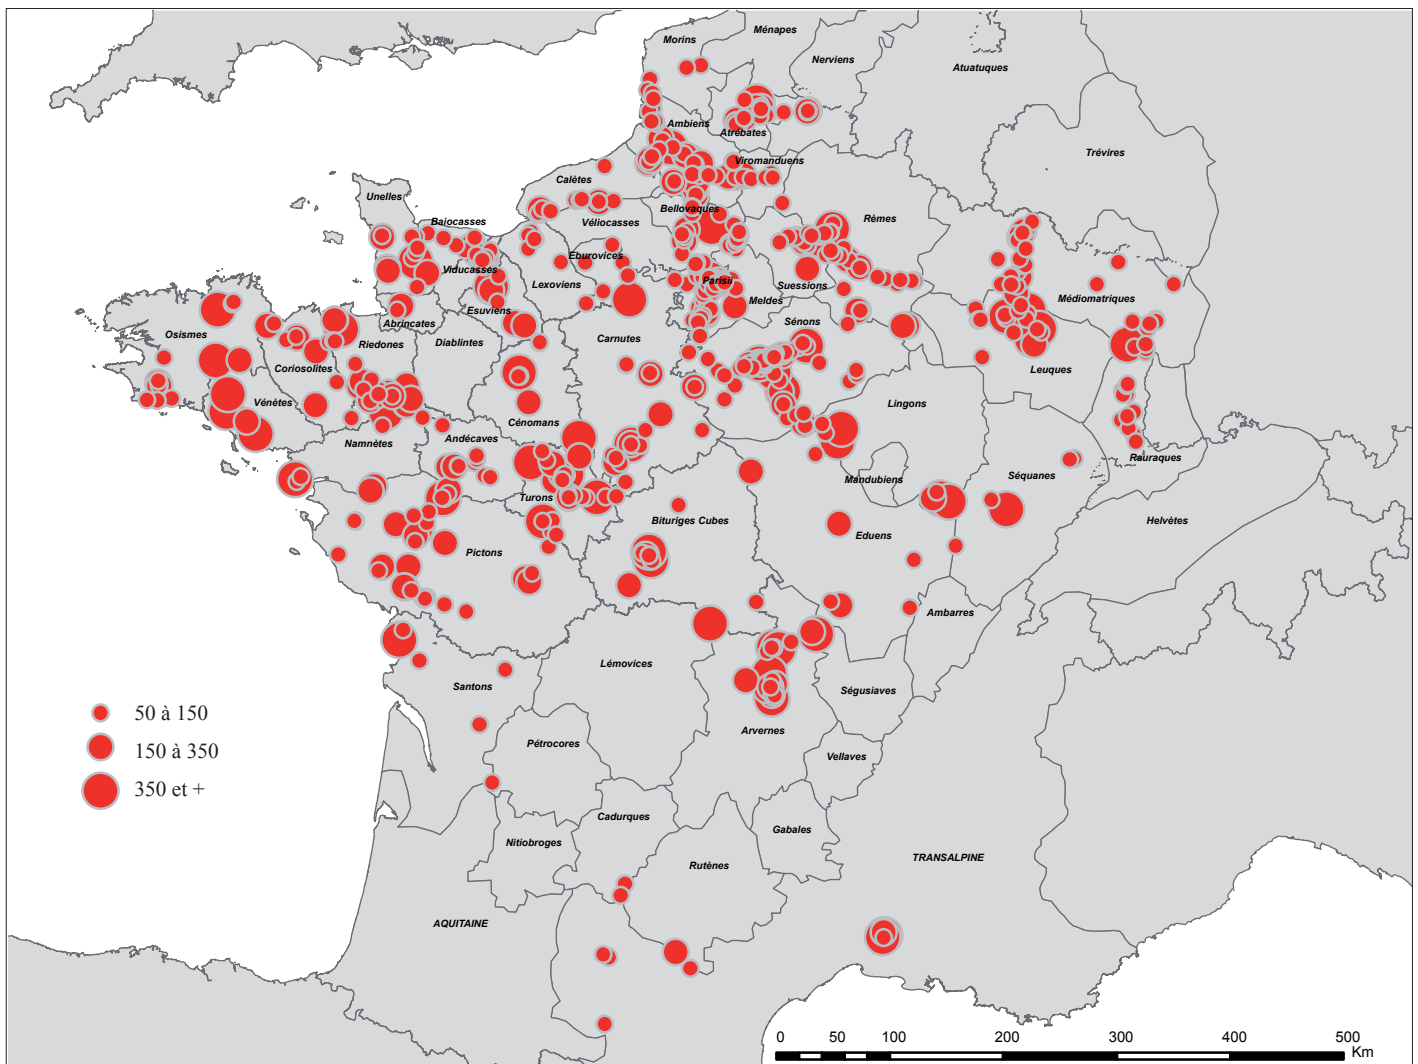 Ménapes
Morins
Nerviens
Atuatuques
Ambiens
Atrébates
Trévires
Viromanduens
Calètes
Unelles
Bellovaques
Rèmes
Bajocasses
Véliocasses
Eburovices
Viducasses
Lexoviens
Parisii
Suessions
Médiomatriques
Meldes
Esuviens
Abrincates
Sénons
Osismes
Diablintes
Carnutes
Riedones
Coriosolites
Leuques
Vénètes
Lingons
Cénomans
Andécaves
Namnètes
Rauraques
Séquanes
Mandubiens
Turons
Bituriges Cubes
Helvètes
Eduens
Pictons
Ambarres
Lémovices
Santons
Ségusiaves
50 à 150
Arvernes
Pétrocores
150 à 350
Vellaves
350 et +
Cadurques
Gabales
Nitiobroges
TRANSALPINE
Rutènes
AQUITAINE
0 50 100 200 300 400 500
Km